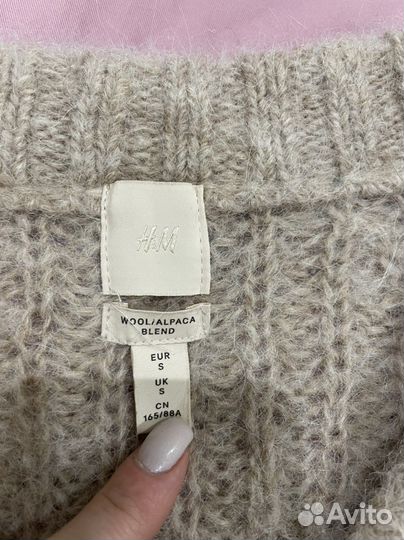 H&M
WOOL/ALPACA
BLEND
EUR
S
UK
S
CN
165/88A
Avito